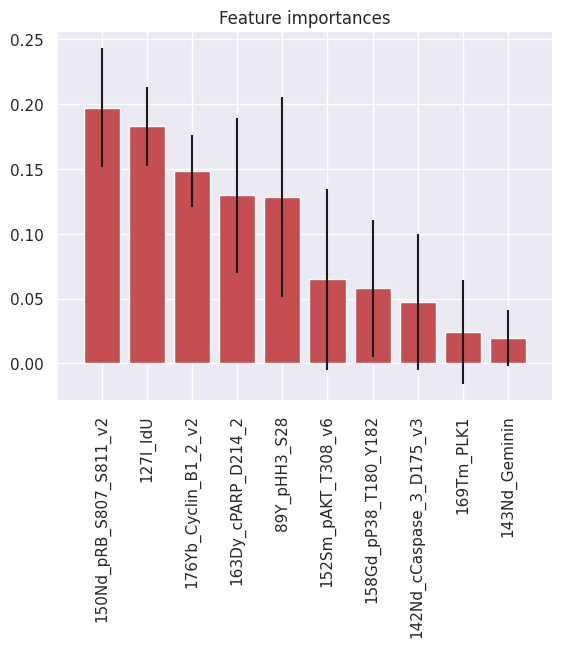 Feature importances
0.25
0.20
0.15
0.10
0.05
0.00
150Nd_pRB_S807_S811_v2
127I_IdU
176Yb_Cyclin_B1_2_v2
163Dy_cPARP_D214_2
89Y_pHH3_S28
152Sm_pAKT_T308_v6
158Gd_pP38_T180_Y182
142Nd_cCaspase_3_D175_v3
169Tm_PLK1
143Nd_Geminin